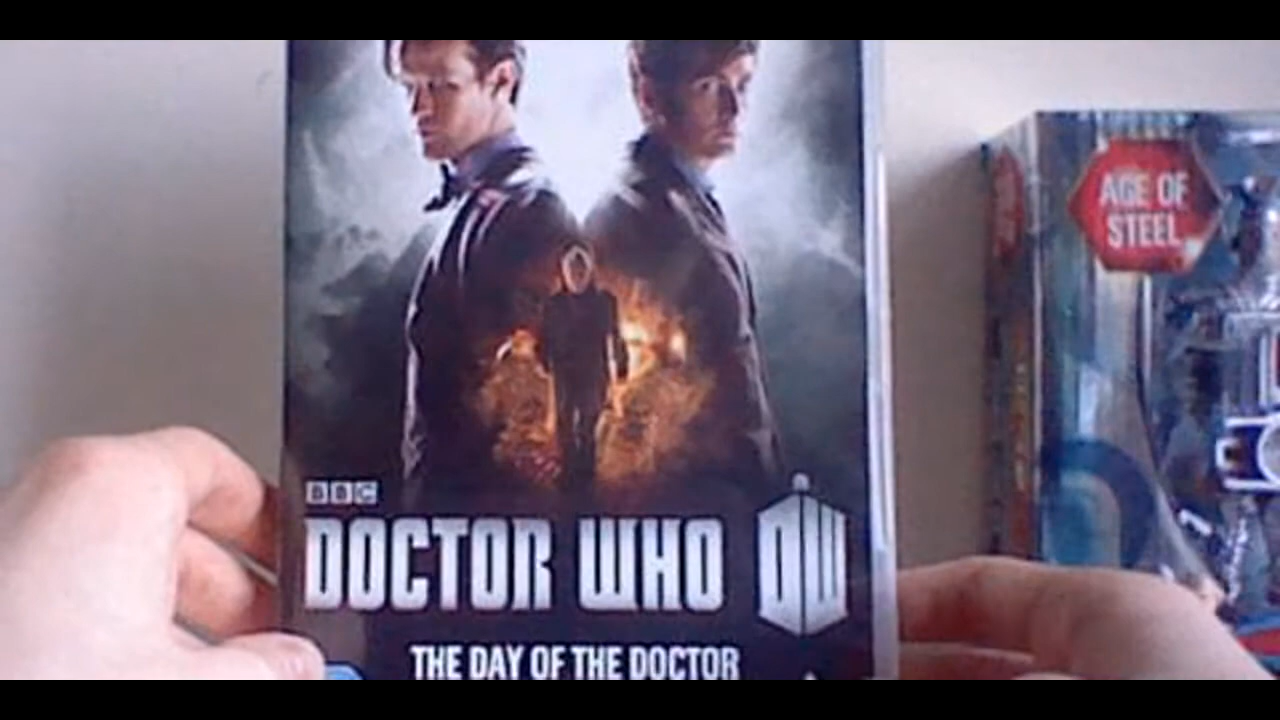 BBC
DOCTOR WHO DW
THE DAY OF THE DOCTOR
AGE OF
STEEL